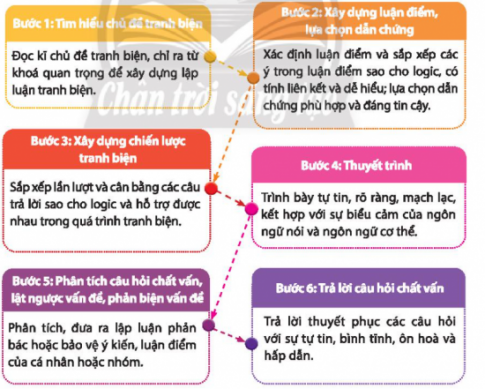 Bước 1: Tìm hiểu chủ đề tranh biện
Đọc kĩ chủ đề tranh biện, chỉ ra từ
khoá quan trọng để xây dựng lập
luận tranh biện.
Bước 2: Xây dựng luận điểm,
lựa chọn dẫn chứng
Xác định luận điểm và sắp xếp các
ý trong luận điểm sao cho logic, có
tính liên kết và dễ hiểu; lựa chọn dẫn
chứng phù hợp và đáng tin cậy.
Chân trời sáng tạo
Bước 3: Xây dựng chiến lược
tranh biện
Sắp xếp lần lượt và cân bằng các câu
trả lời sao cho logic và hỗ trợ được
nhau trong quá trình tranh biện.
Bước 4: Thuyết trình
Trình bày tự tin, rõ ràng, mạch lạc,
kết hợp với sự biểu cảm của ngôn
ngữ nói và ngôn ngữ cơ thể.
Bước 5: Phân tích câu hỏi chất vấn,
lật ngược vấn đề, phản biện vấn đề
Phân tích, đưa ra lập luận phản
bác hoặc bảo vệ ý kiến, luận điểm
của cá nhân hoặc nhóm.
Bước 6: Trả lời câu hỏi chất vấn
Trả lời thuyết phục các câu hỏi
với sự tự tin, bình tĩnh, ôn hoà và
hấp dẫn.